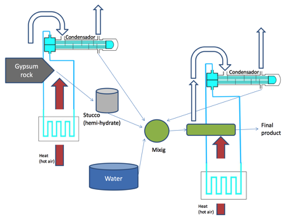 Condensador
Gypsum
rock
Condensador
Stucco
(hemi-hydrate)
Mixig
Final
product
Heat
(hot air)
Water
Heat
(hot air)